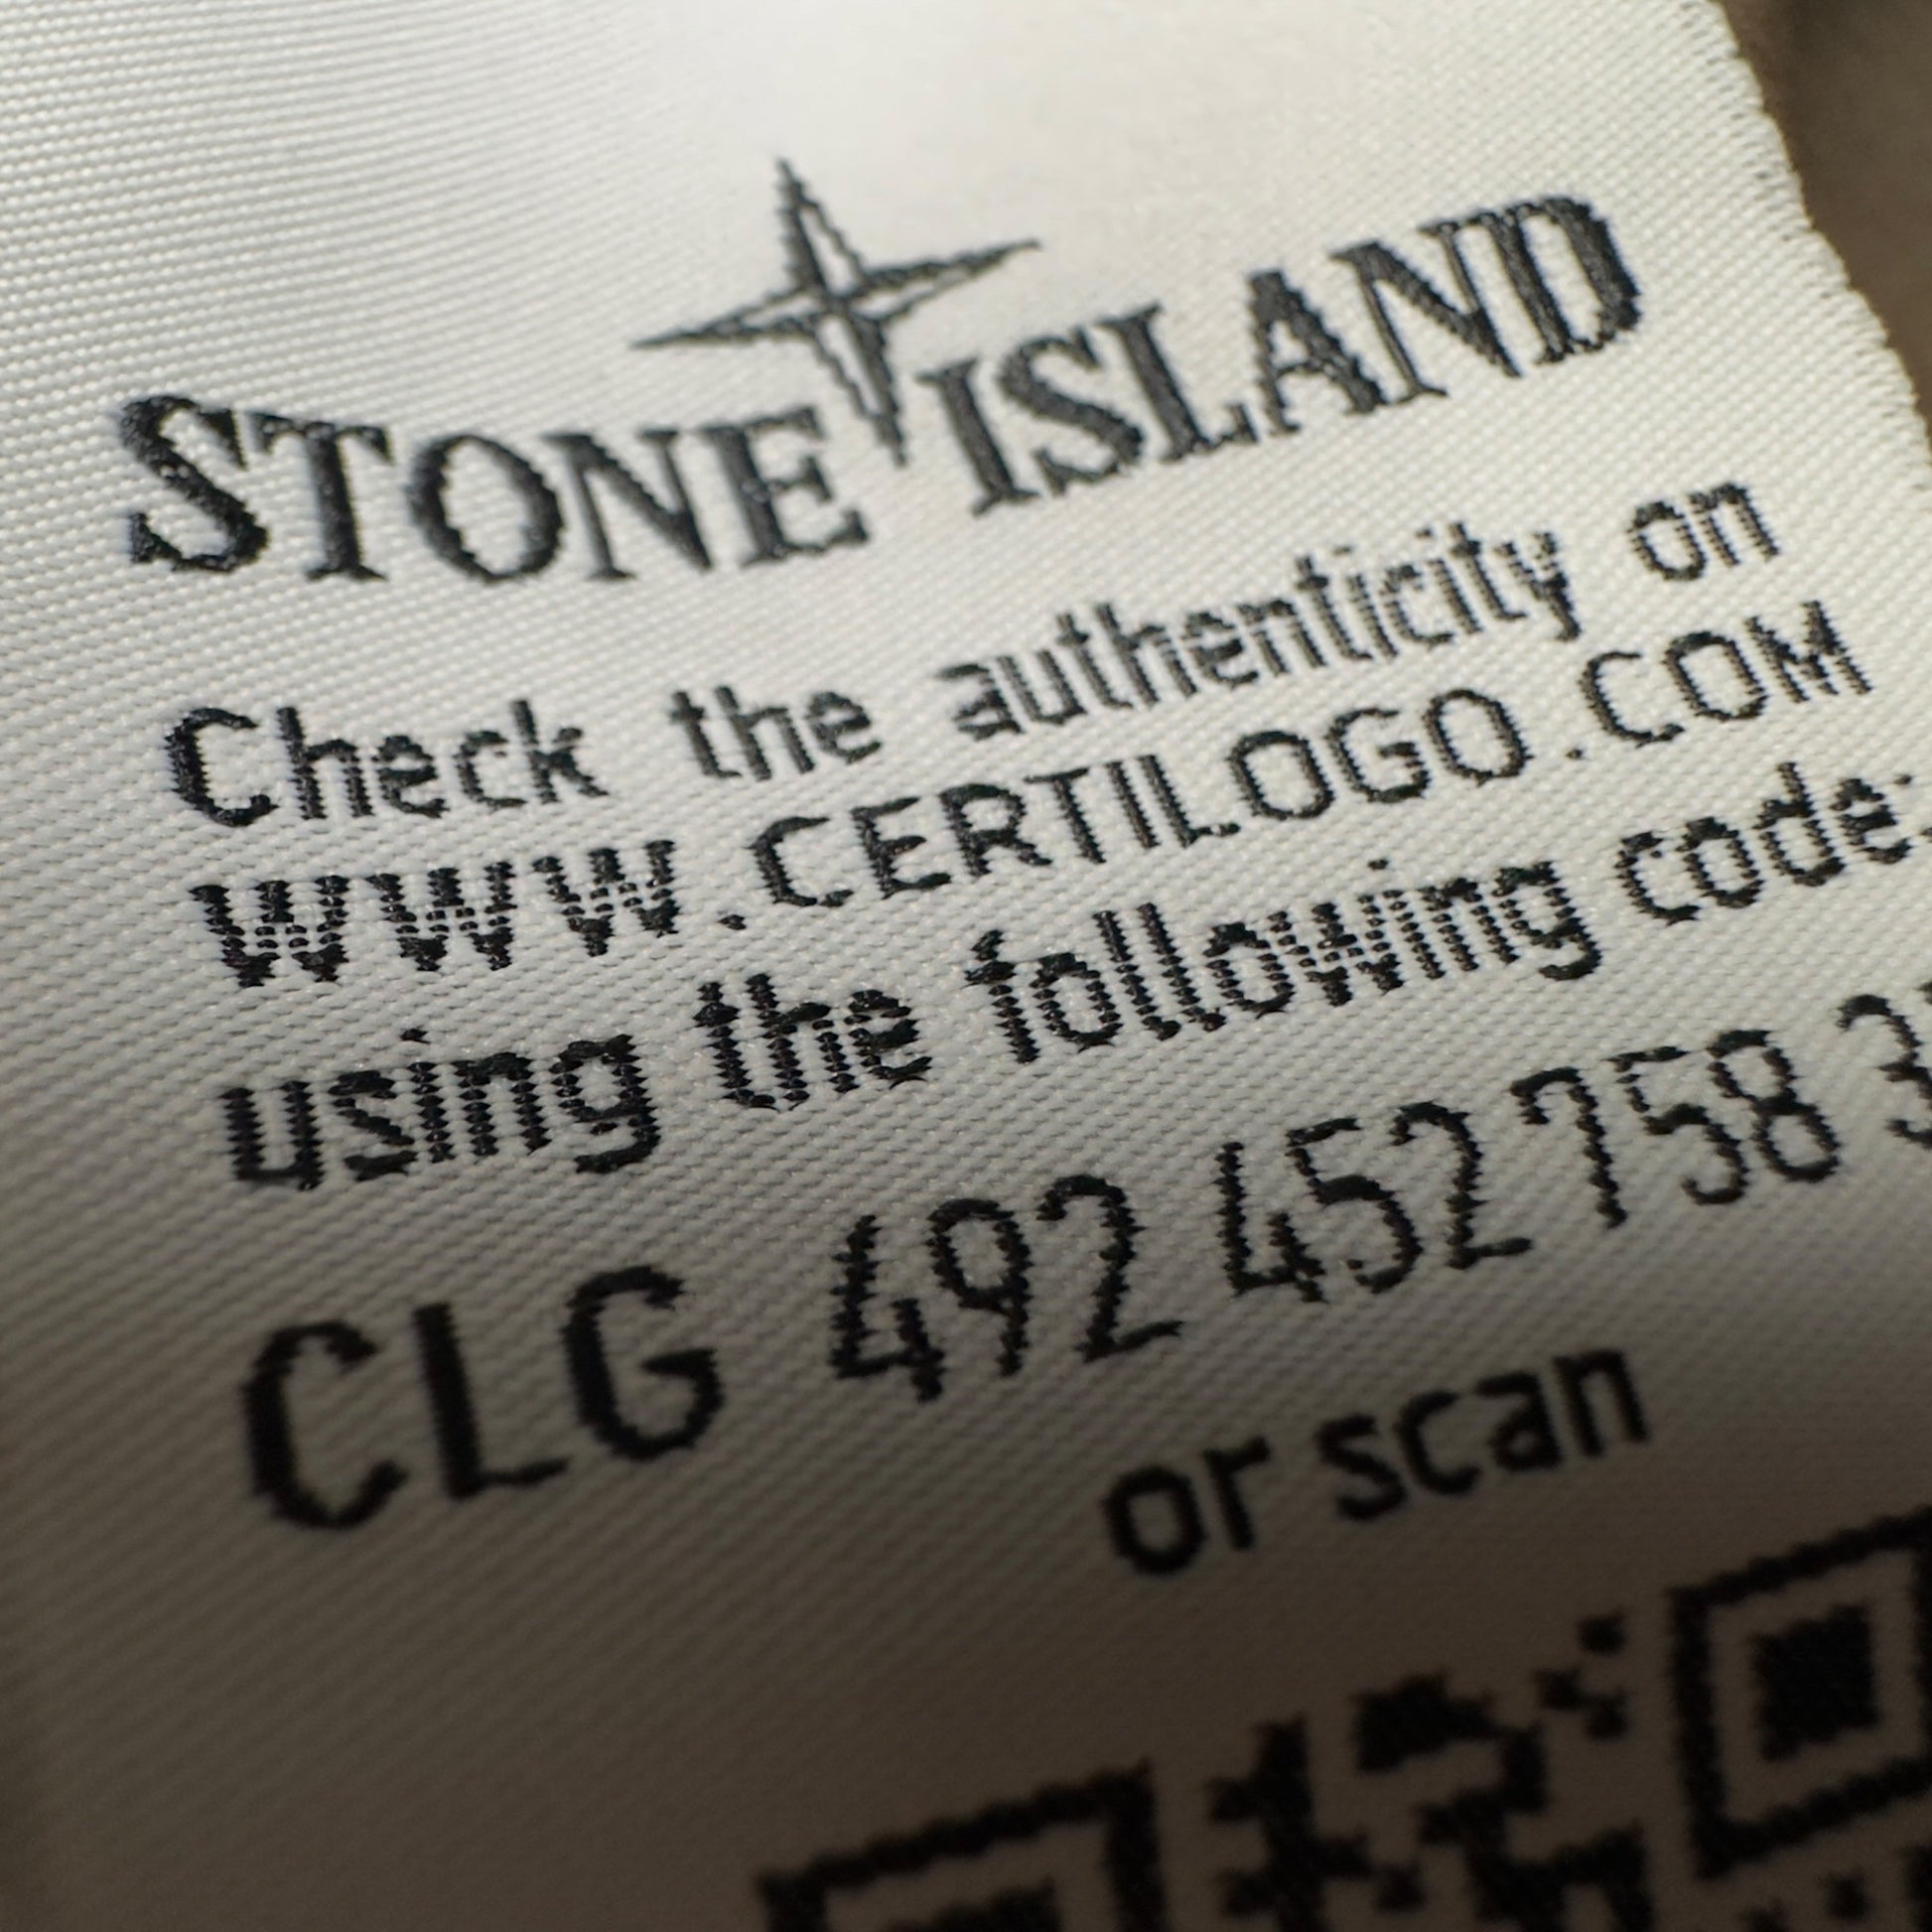 STONE ISLAND
Check the authenticity on
WWW.CERTILOGO.COM
using the following code:
CLG 492 452 758 3
or scan